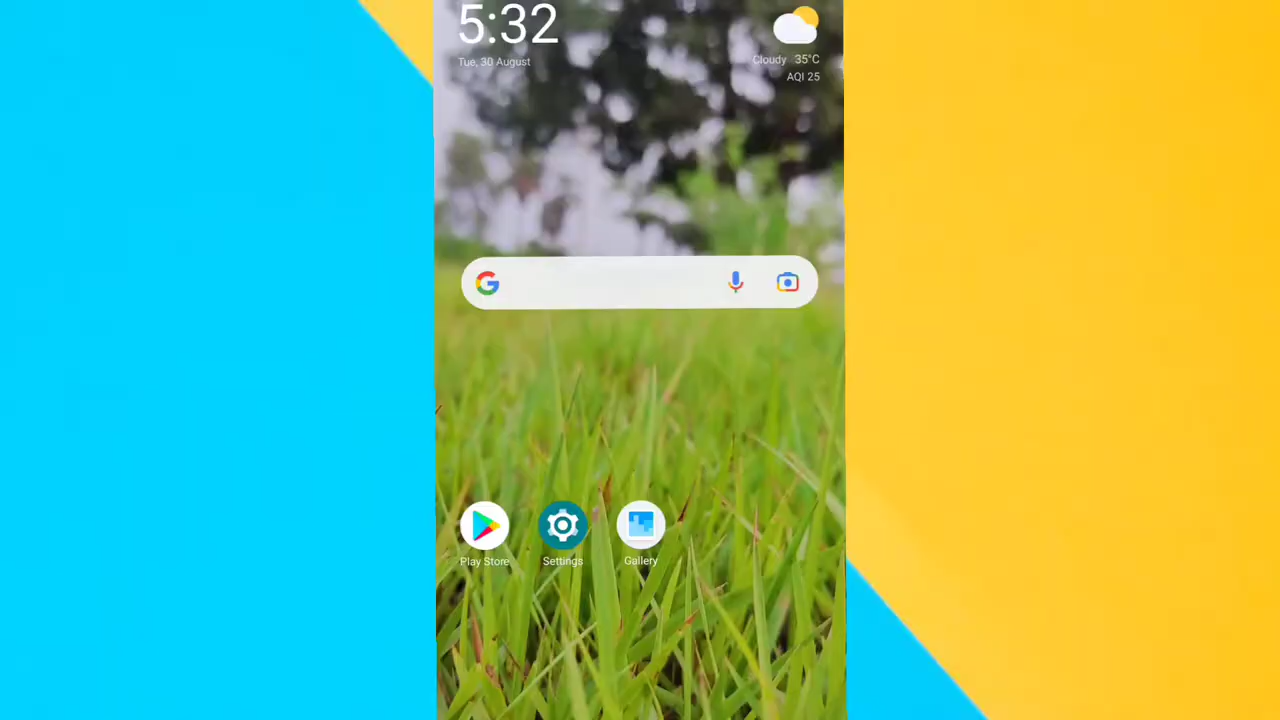 5:32
Tue, 30 August
Cloudy 35°C
AQI 25
Play Store
Settings
Gallery